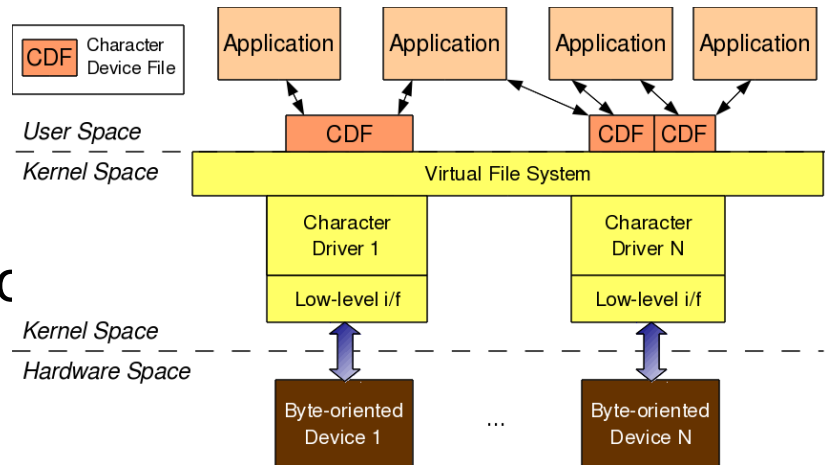 CDF
Character
Device File
Application
Application
Application
Application
User Space
CDF
CDF
CDF
Kernel Space
Virtual File System
Character
Driver 1
Character
Driver N
Low-level i/f
Low-level i/f
Kernel Space
Hardware Space
Byte-oriented
Device 1
...
Byte-oriented
Device N